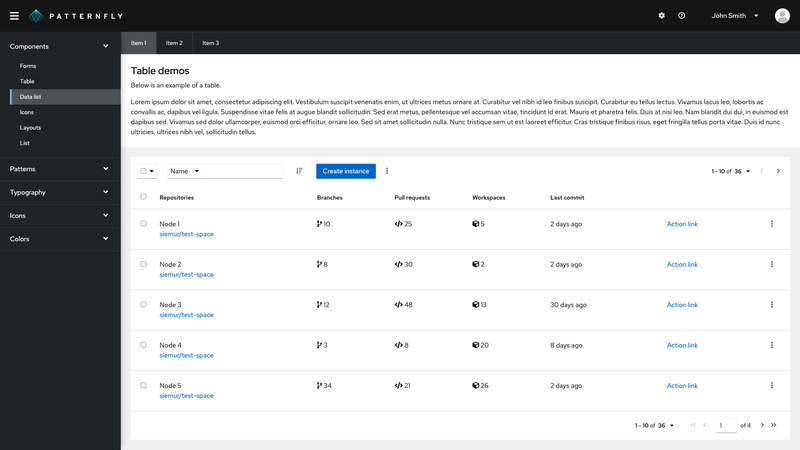 PATTERNFLY
John Smith
Components
Forms
Table
Data list
Icons
Layouts
List
Patterns
Typography
Icons
Colors
Item 1 Item 2 Item 3
Table demos
Below is an example of a table.
Lorem ipsum dolor sit amet, consectetur adipiscing elit. Vestibulum suscipit venenatis enim, ut ultrices metus ornare at. Curabitur vel nibh id leo finibus suscipit. Curabitur eu tellus lectus. Vivamus lacus leo, lobortis ac
convallis ac, dapibus vel ligula. Suspendisse vitae felis at augue blandit sollicitudin. Sed erat metus, pellentesque vel accumsan vitae, tincidunt id erat. Mauris et pharetra felis. Duis at nisi leo. Nam blandit dui dui, in euismod est
dapibus sed. Vivamus sed dolor ullamcorper, euismod orci efficitur, ornare leo. Sed sit amet sollicitudin nulla. Nunc tristique sem ut est laoreet efficitur. Cras tristique finibus risus, eget fringilla tellus porta vitae. Duis id nunc
ultricies, ultrices nibh vel, sollicitudin tellus.
Name Create instance 1 - 10 of 36
Repositories Branches Pull requests Workspaces Last commit
Node 1 10 25 5 2 days ago Action link
siemur/test-space
Node 2 8 30 2 2 days ago Action link
siemur/test-space
Node 3 12 48 13 30 days ago Action link
siemur/test-space
Node 4 3 8 20 8 days ago Action link
siemur/test-space
Node 5 34 21 26 2 days ago Action link
siemur/test-space
1 - 10 of 36 1 of 4